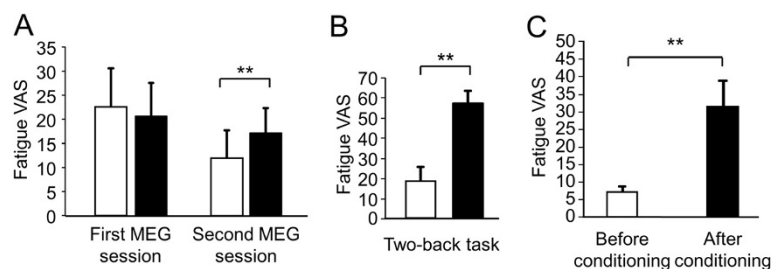 A
Fatigue VAS
35
30
25
20
15
10
5
0
**
First MEG
session
Second MEG
session
B
Fatigue VAS
70
60
50
40
30
20
10
0
**
Two-back task
C
Fatigue VAS
50
45
40
35
30
25
20
15
10
5
0
**
Before
conditioning
After
conditioning